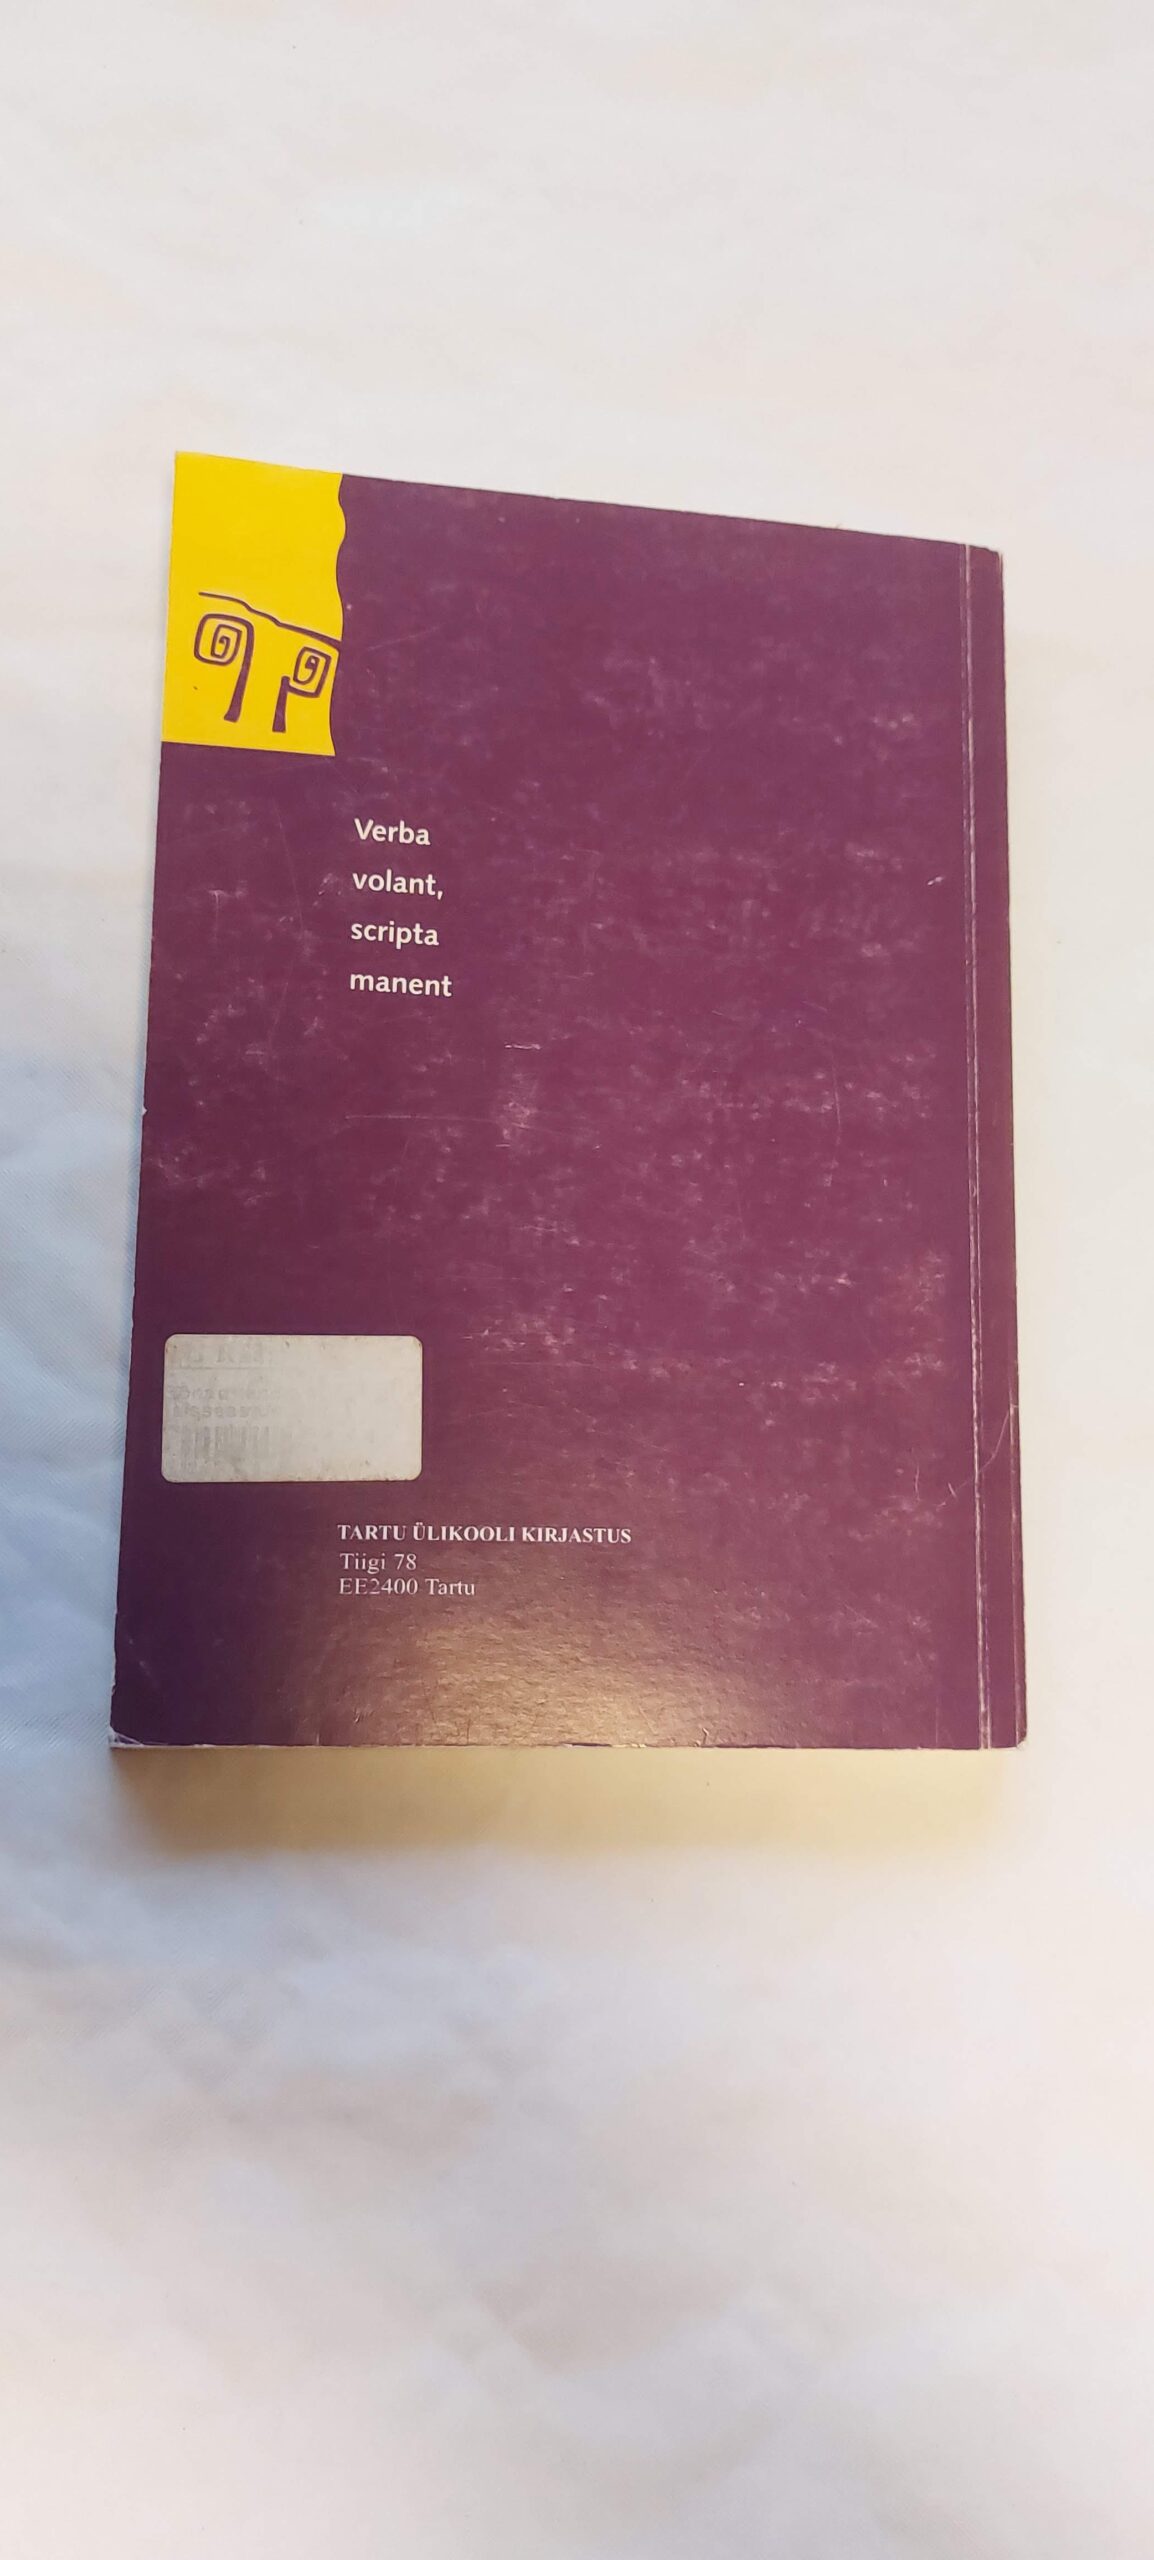 Verba
volant,
scripta
manent
TARTU ÜLIKOOLI KIRJASTUS
Tiigi 78
EE2400 Tartu